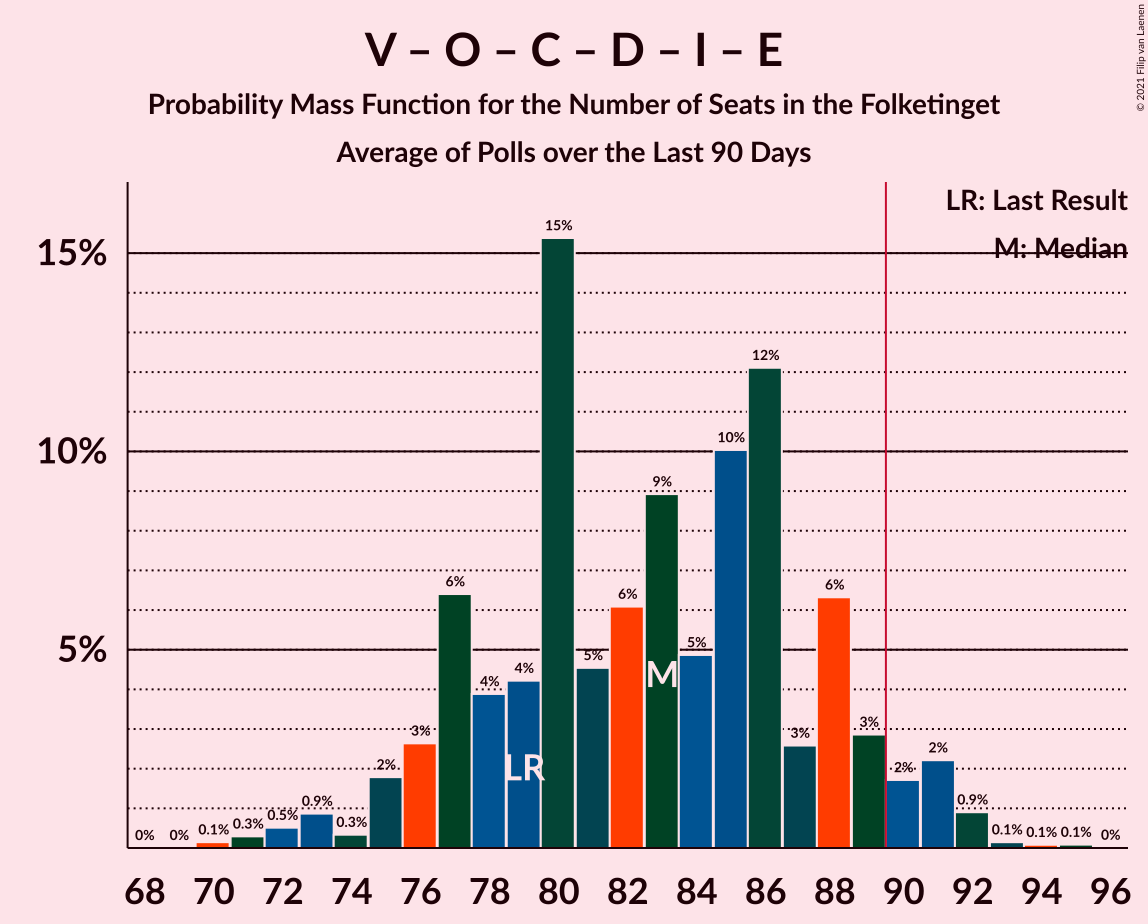 V – O – C – D – I – E
Probability Mass Function for the Number of Seats in the Folketinget
Average of Polls over the Last 90 Days
© 2021 Filip van Laenen
LR: Last Result
M: Median
15%
10%
5%
0% 0% 0.1% 0.3% 0.5% 0.9% 0.3% 2% 3% 6% 4% 4% 15% 5% 6% 9% 5% 10% 12% 3% 6% 3% 2% 2% 0.9% 0.1% 0.1% 0.1% 0%
M
LR
68 70 72 74 76 78 80 82 84 86 88 90 92 94 96